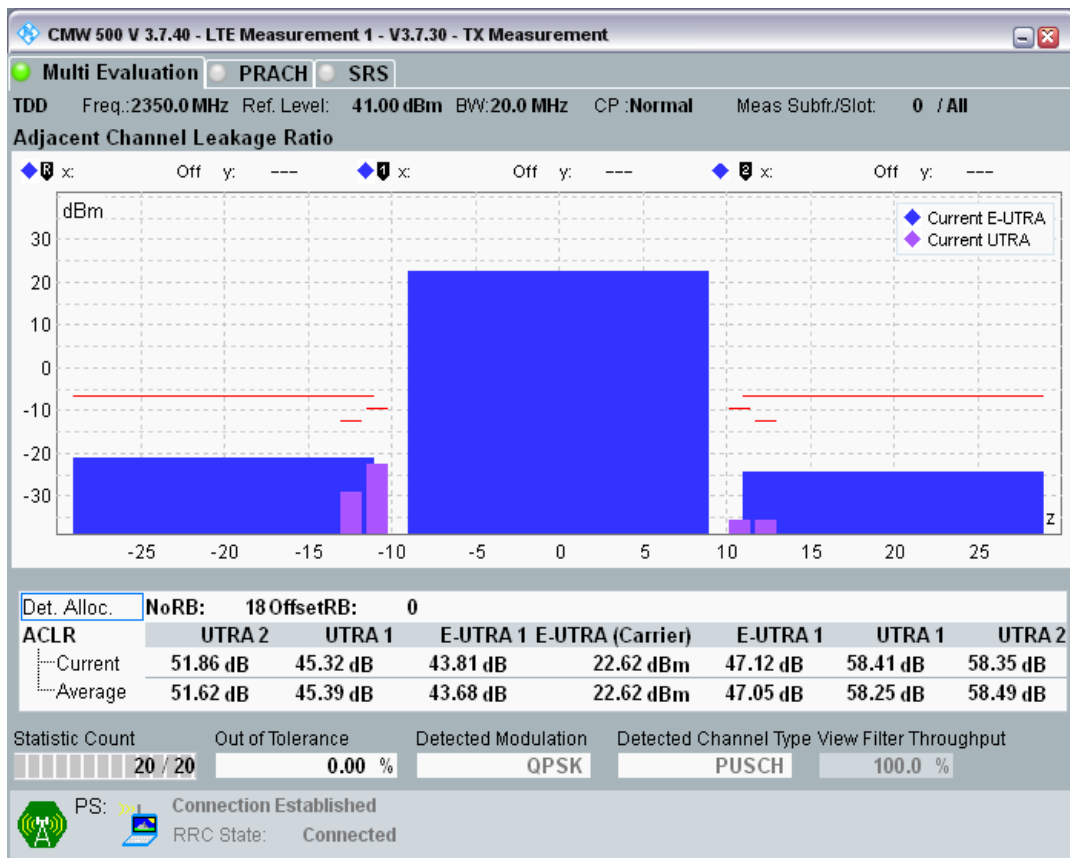 CMW 500 V 3.7.40 - LTE Measurement 1 - V3.7.30 - TX Measurement
Multi Evaluation PRACH SRS
TDD Freq.:2350.0 MHz Ref. Level: 41.00 dBm BW:20.0 MHz CP :Normal Meas Subfr./Slot: 0 / All
Adjacent Channel Leakage Ratio
R x: Off y: --- 1 x: Off y: --- 2 x: Off y: ---
dBm
Current E-UTRA
Current UTRA
30
20
10
0
-10
-20
-30
z
-25 -20 -15 -10 -5 0 5 10 15 20 25
Det. Alloc. NoRB: 18 OffsetRB: 0
ACLR UTRA 2 UTRA 1 E-UTRA 1 E-UTRA (Carrier) E-UTRA 1 UTRA 1 UTRA 2
Current 51.86 dB 45.32 dB 43.81 dB 22.62 dBm 47.12 dB 58.41 dB 58.35 dB
Average 51.62 dB 45.39 dB 43.68 dB 22.62 dBm 47.05 dB 58.25 dB 58.49 dB
Statistic Count Out of Tolerance Detected Modulation Detected Channel Type View Filter Throughput
20 / 20 0.00 % QPSK PUSCH 100.0 %
PS: Connection Established
RRC State: Connected